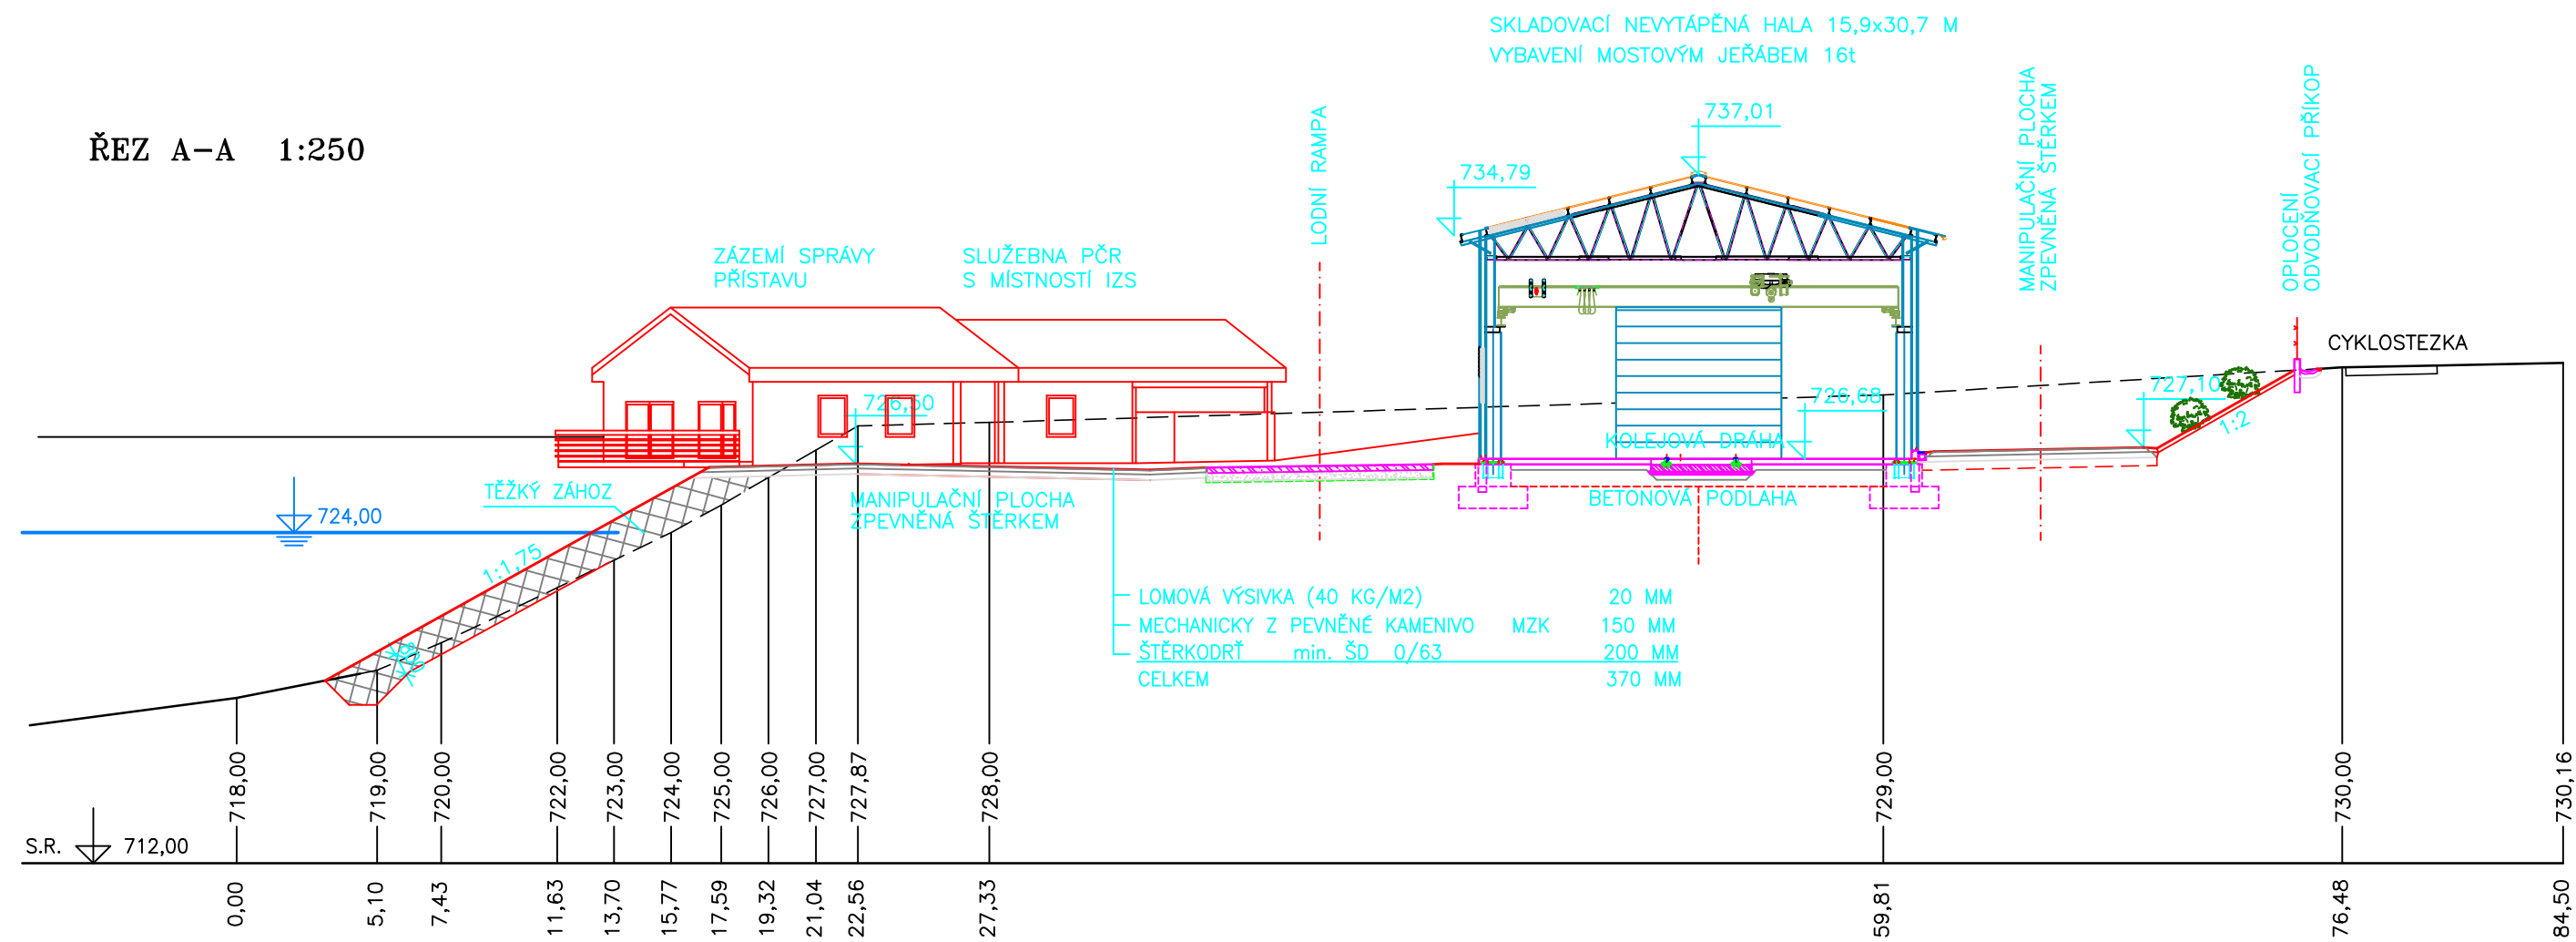 SKLADOVACÍ NEVYTÁPĚNÁ HALA 15,9x30,7 M
VYBAVENÍ MOSTOVÝM JEŘÁBEM 16t
ŘEZ A-A 1:250
737,01
734,79
LODNÍ RAMPA
MANIPULAČNÍ PLOCHA
ZPEVNĚNÁ ŠTĚRKEM
OPLOCENÍ
ODVODŇOVACÍ PŘÍKOP
ZÁZEMÍ SPRÁVY
PŘÍSTAVU
SLUŽEBNA PČR
S MÍSTNOSTÍ IZS
CYKLOSTEZKA
726,50
726,68
727,10
1:2
KOLEJOVÁ DRÁHA
BETONOVÁ PODLAHA
TĚŽKÝ ZÁHOZ
724,00
1:1,75
MANIPULAČNÍ PLOCHA
ZPEVNĚNÁ ŠTĚRKEM
LOMOVÁ VÝSIVKA (40 KG/M2) 20 MM
MECHANICKY Z PEVNĚNÉ KAMENIVO MZK 150 MM
ŠTĚRKODRŤ min. ŠD 0/63 200 MM
CELKEM 370 MM
718,00
719,00
720,00
722,00
723,00
724,00
725,00
726,00
727,00
727,87
728,00
729,00
730,00
730,16
S.R. 712,00
0,00
5,10
7,43
11,63
13,70
15,77
17,59
19,32
21,04
22,56
27,33
59,81
76,48
84,50